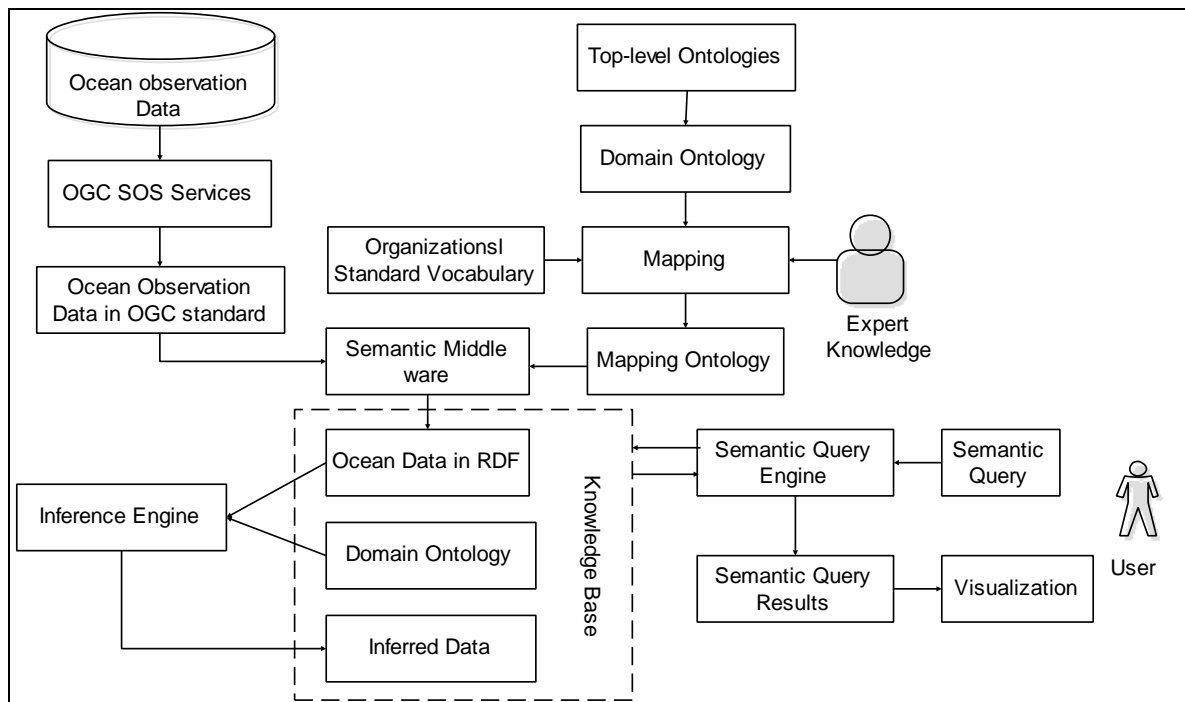 Ocean observation
Data
OGC SOS Services
Ocean Observation
Data in OGC standard
Top-level Ontologies
Domain Ontology
Organizationsl
Standard Vocabulary
Mapping
Expert
Knowledge
Semantic Middle
ware
Mapping Ontology
Ocean Data in RDF
Inference Engine
Domain Ontology
Inferred Data
Knowledge Base
Semantic Query
Engine
Semantic
Query
Semantic Query
Results
Visualization
User